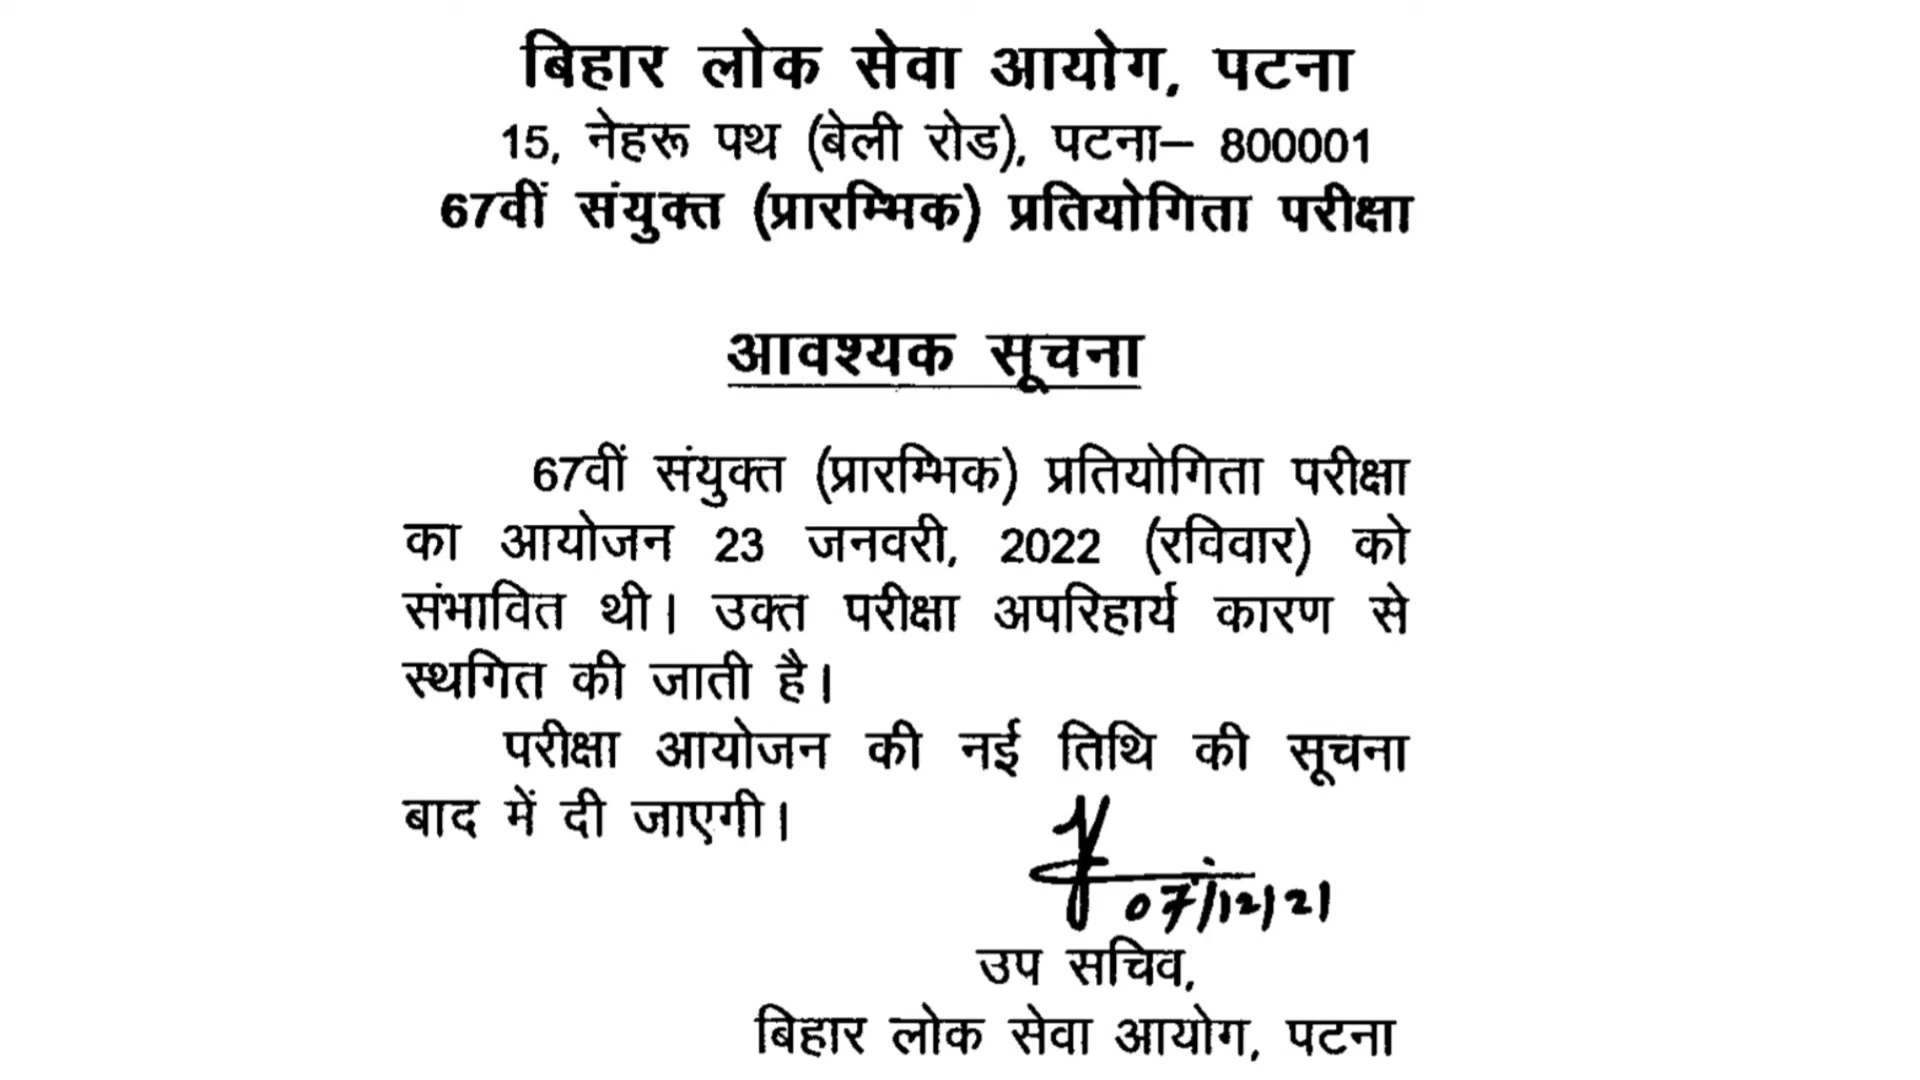 बिहार लोक सेवा आयोग, पटना
15, नेहरू पथ (बेली रोड), पटना– 800001
67वीं संयुक्त (प्रारम्भिक) प्रतियोगिता परीक्षा
आवश्यक सूचना
67वीं संयुक्त (प्रारम्भिक) प्रतियोगिता परीक्षा
का आयोजन 23 जनवरी, 2022 (रविवार) को
संभावित थी। उक्त परीक्षा अपरिहार्य कारण से
स्थगित की जाती है।
परीक्षा आयोजन की नई तिथि की सूचना
बाद में दी जाएगी।
07/12/21
उप सचिव,
बिहार लोक सेवा आयोग, पटना